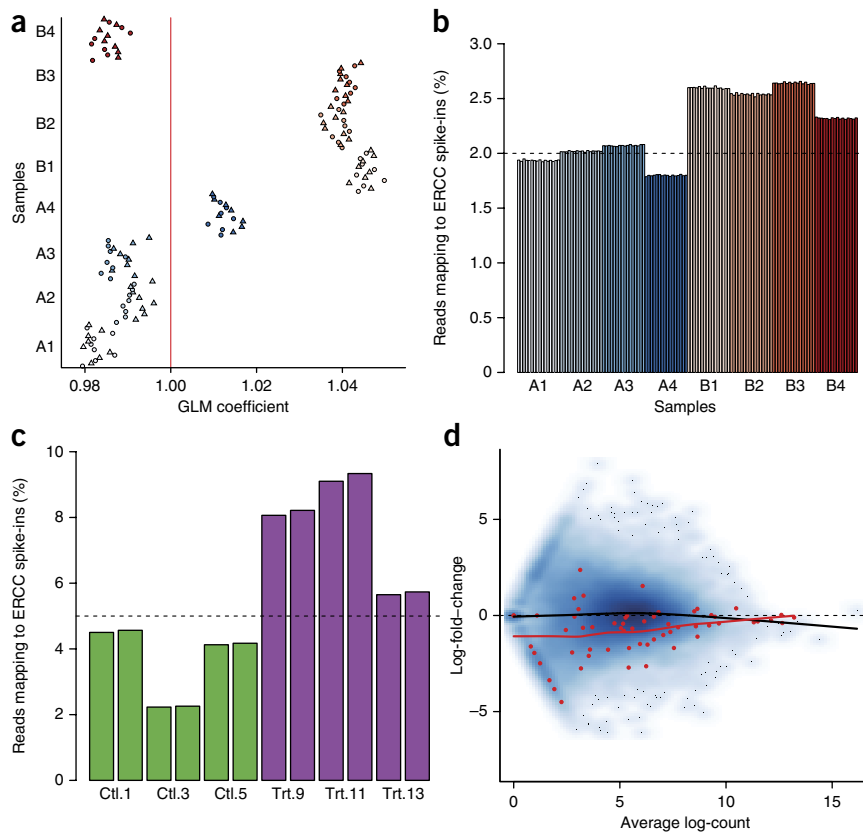 a
B4
B3
B2
B1
A4
A3
A2
A1
Samples
0.98
1.00
1.02
1.04
GLM coefficient
b
3.0
2.5
2.0
1.5
1.0
0.5
0
Reads mapping to ERCC spike-ins (%)
A1 A2 A3 A4 B1 B2 B3 B4
Samples
c
10
8
6
4
2
0
Reads mapping to ERCC spike-ins (%)
Ctl.1 Ctl.3 Ctl.5 Trt.9 Trt.11 Trt.13
d
5
0
–5
Log-fold–change
0 5 10 15
Average log-count